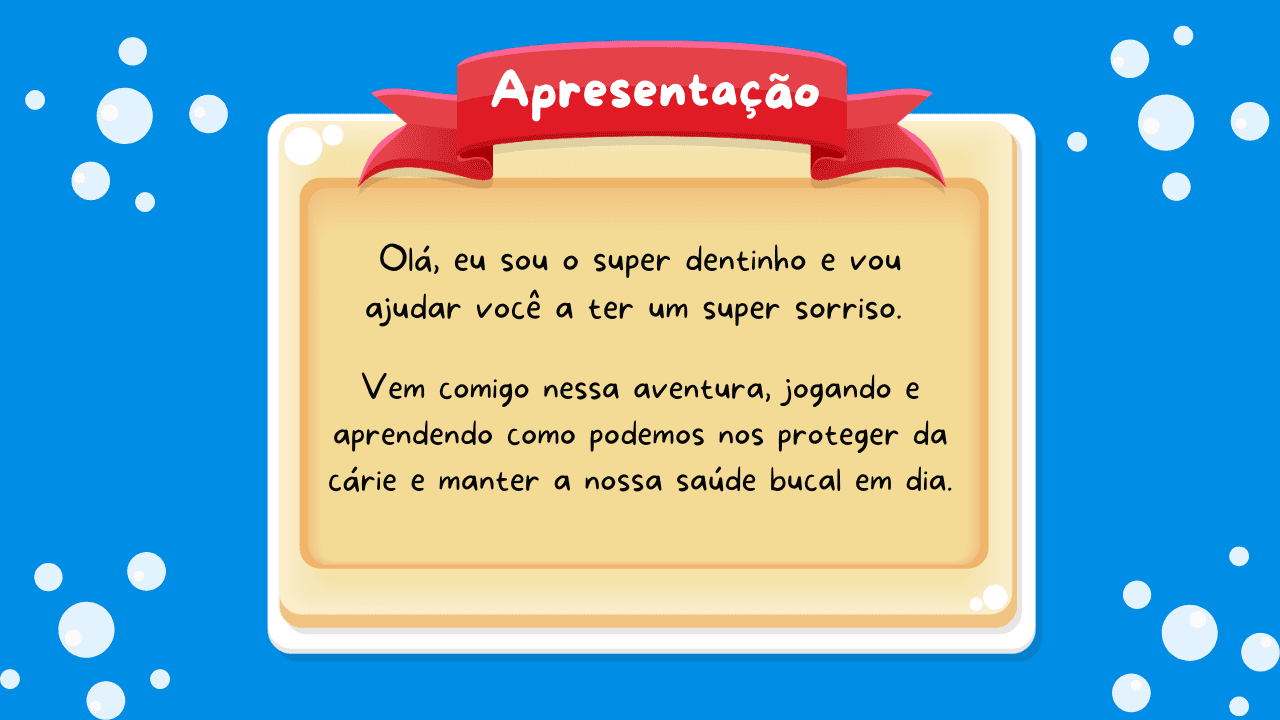 Apresentação
Olá, eu sou o super dentinho e vou
ajudar você a ter um super sorriso.
Vem comigo nessa aventura, jogando e
aprendendo como podemos nos proteger da
cárie e manter a nossa saúde bucal em dia.